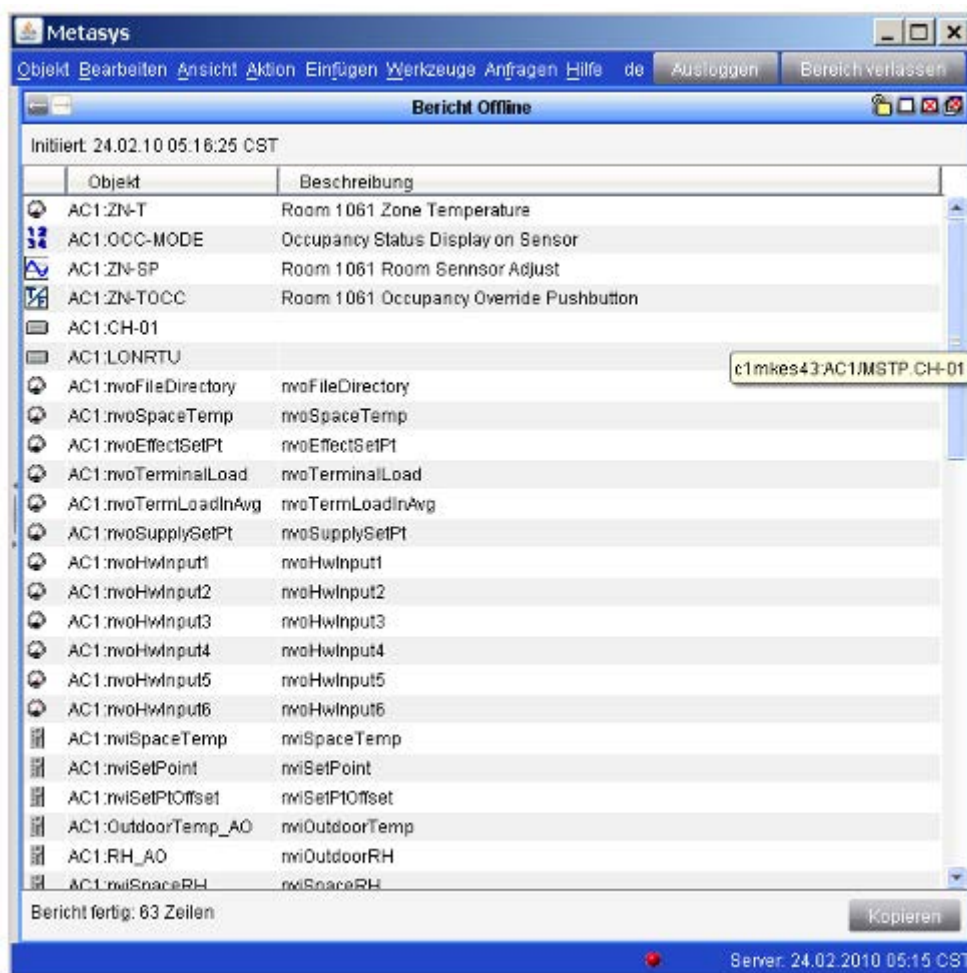 Metasys
Objekt Bearbeiten Ansicht Aktion Einfügen Werkzeuge Anfragen Hilfe de Ausloggen Bereich verlassen
Bericht Offline
Initiiert: 24.02.10 05:16:25 CST
Objekt Beschreibung
AC1:ZN-T Room 1061 Zone Temperature
AC1:OCC-MODE Occupancy Status Display on Sensor
AC1:ZN-SP Room 1061 Room Sennsor Adjust
AC1:ZN-TOCC Room 1061 Occupancy Override Pushbutton
AC1:CH-01
AC1:LONRTU
c1mkes43:AC1/MSTP.CH-01
AC1:nvoFileDirectory nvoFileDirectory
AC1:nvoSpaceTemp nvoSpaceTemp
AC1:nvoEffectSetPt nvoEffectSetPt
AC1:nvoTerminalLoad nvoTerminalLoad
AC1:nvoTermLoadInAvg nvoTermLoadInAvg
AC1:nvoSupplySetPt nvoSupplySetPt
AC1:nvoHwInput1 nvoHwInput1
AC1:nvoHwInput2 nvoHwInput2
AC1:nvoHwInput3 nvoHwInput3
AC1:nvoHwInput4 nvoHwInput4
AC1:nvoHwInput5 nvoHwInput5
AC1:nvoHwInput6 nvoHwInput6
AC1:nviSpaceTemp nviSpaceTemp
AC1:nviSetPoint nviSetPoint
AC1:nviSetPtOffset nviSetPtOffset
AC1:OutdoorTemp_AO nviOutdoorTemp
AC1:RH_AO nviOutdoorRH
AC1:nviSpaceRH nviSpaceRH
Bericht fertig: 63 Zeilen Kopieren
Server: 24.02.2010 05:15 CST